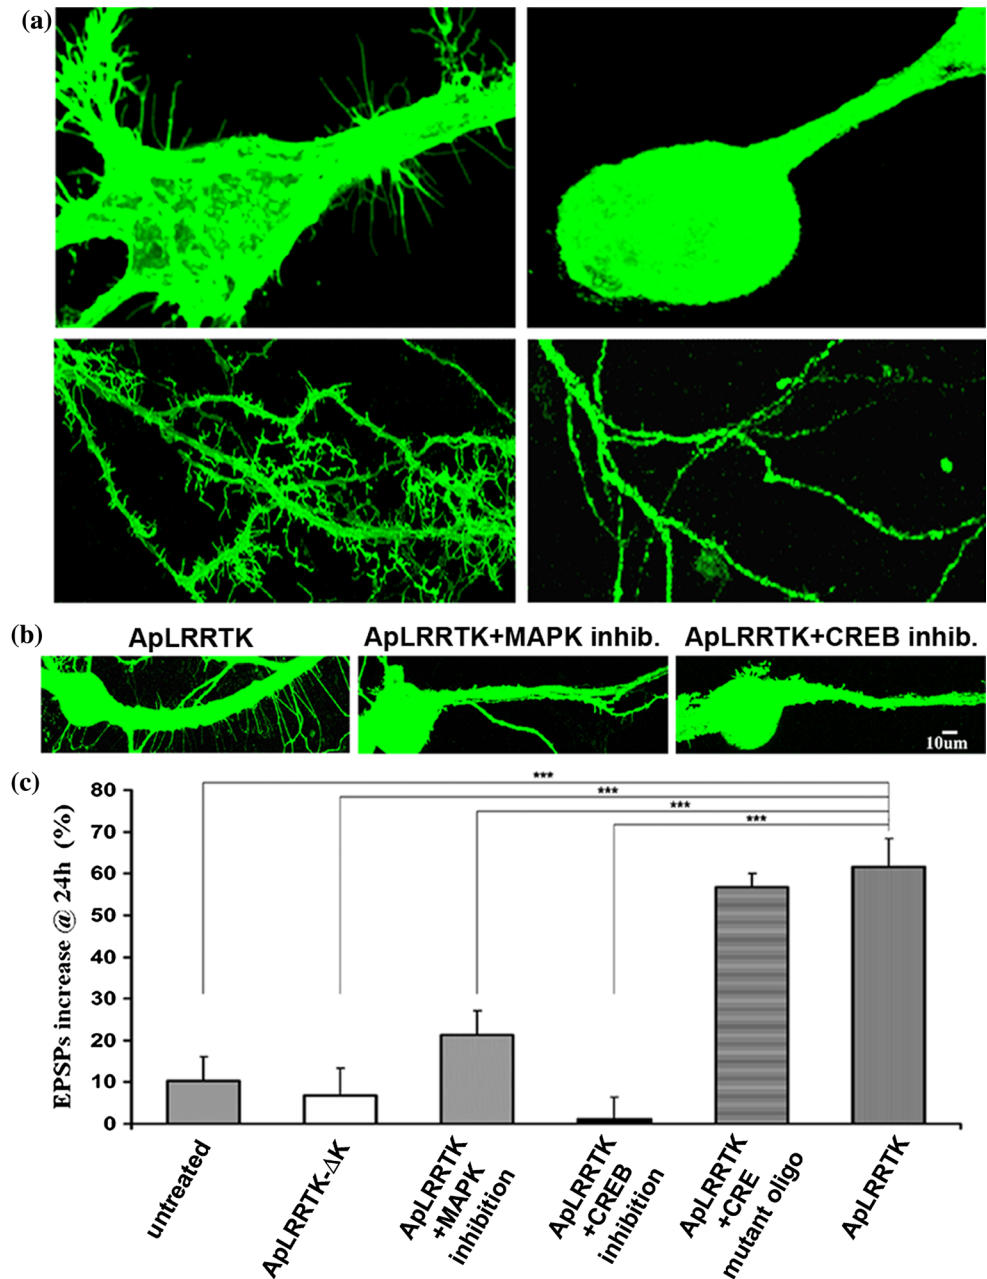 (a)
(b)
ApLRRTK
ApLRRTK+MAPK inhib.
ApLRRTK+CREB inhib.
10um
(c)
EPSPs increase @ 24h (%)
80
70
60
50
40
30
20
10
0
***
***
***
***
untreated
ApLRRTK-ΔK
ApLRRTK
+MAPK
inhibition
ApLRRTK
+CREB
inhibition
ApLRRTK
+CRE
mutant oligo
ApLRRTK